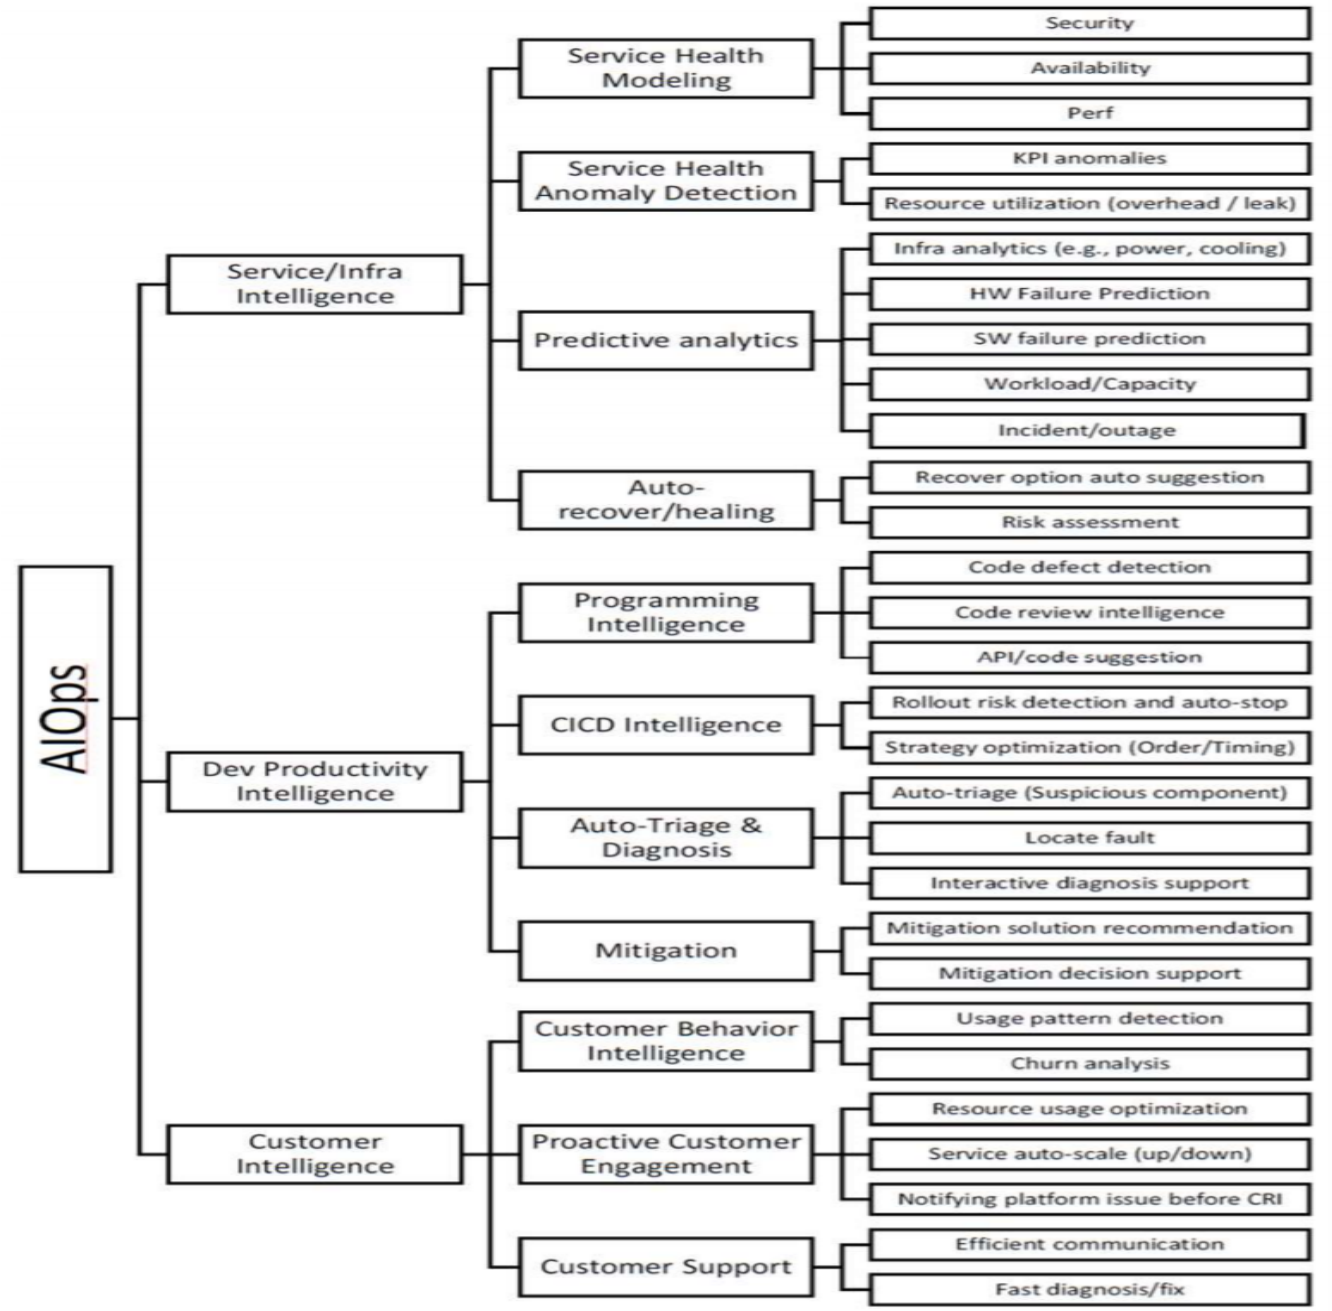 AIOps
Service/Infra
Intelligence
Service Health
Modeling
Security
Availability
Perf
Service Health
Anomaly Detection
KPI anomalies
Resource utilization (overhead / leak)
Predictive analytics
Infra analytics (e.g., power, cooling)
HW Failure Prediction
SW failure prediction
Workload/Capacity
Incident/outage
Auto-
recover/healing
Recover option auto suggestion
Risk assessment
Dev Productivity
Intelligence
Programming
Intelligence
Code defect detection
Code review intelligence
API/code suggestion
CICD Intelligence
Rollout risk detection and auto-stop
Strategy optimization (Order/Timing)
Auto-Triage &
Diagnosis
Auto-triage (Suspicious component)
Locate fault
Interactive diagnosis support
Mitigation
Mitigation solution recommendation
Mitigation decision support
Customer
Intelligence
Customer Behavior
Intelligence
Usage pattern detection
Churn analysis
Proactive Customer
Engagement
Resource usage optimization
Service auto-scale (up/down)
Notifying platform issue before CRI
Customer Support
Efficient communication
Fast diagnosis/fix